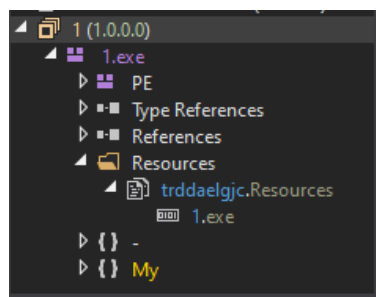 1 (1.0.0.0)
1.exe
PE
Type References
References
Resources
trddaelgjc.Resources
1.exe
{ } -
{ } My